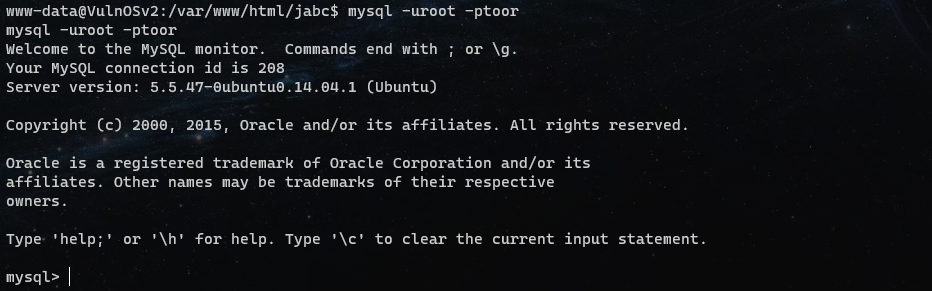 www-data@VulnOSv2:/var/www/html/jabc$ mysql -uroot -ptoor
mysql -uroot -ptoor
Welcome to the MySQL monitor.  Commands end with ; or \g.
Your MySQL connection id is 208
Server version: 5.5.47-0ubuntu0.14.04.1 (Ubuntu)
Copyright (c) 2000, 2015, Oracle and/or its affiliates. All rights reserved.
Oracle is a registered trademark of Oracle Corporation and/or its
affiliates. Other names may be trademarks of their respective
owners.
Type 'help;' or '\h' for help. Type '\c' to clear the current input statement.
mysql>